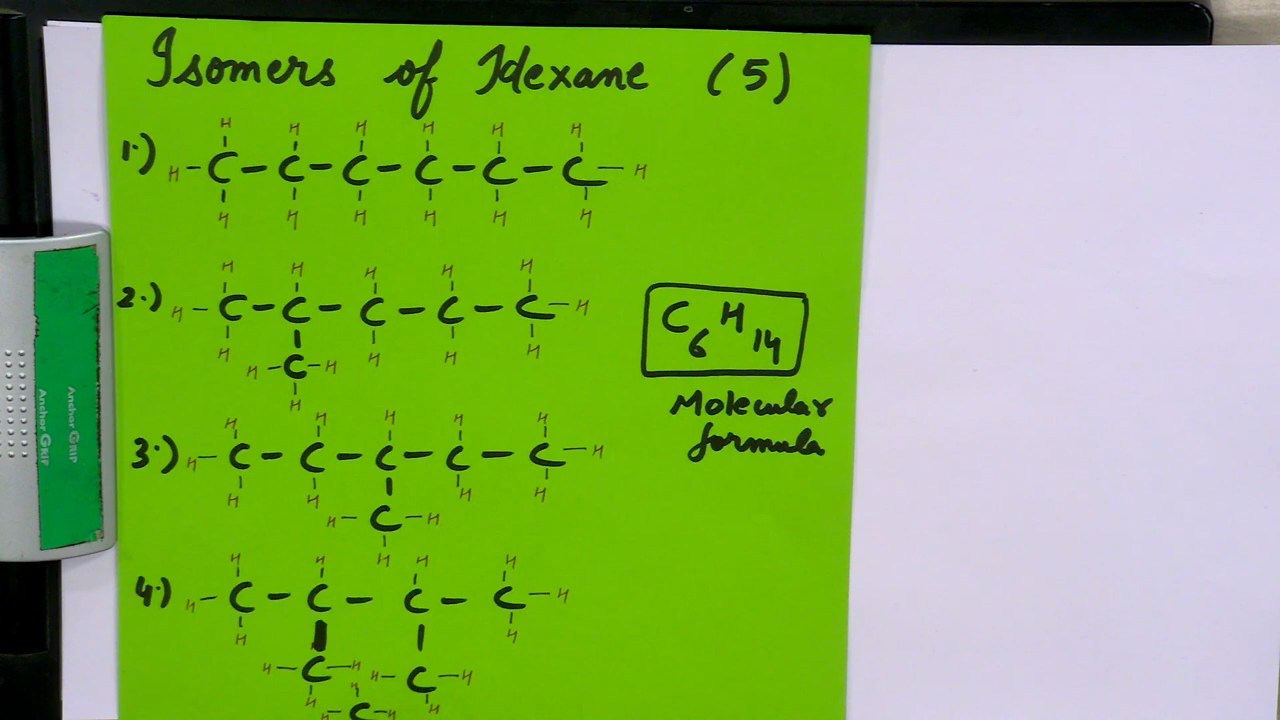 Isomers of Hexane (5)
1.)
H H H H H H
H-C-C-C-C-C-C-H
H H H H H H
2.)
H H H H H
H-C-C-C-C-C-H
H H H H
H-C-H
H
C6H14
Molecular
formula
3.)
H H H H H
H-C-C-C-C-C-H
H H H H
H-C-H
H
4.)
H H H H
H-C-C-C-C-H
H H
H-C-H H-C-H
H H
H
H-C-H
Anchor GRIP
Anchor GRIP